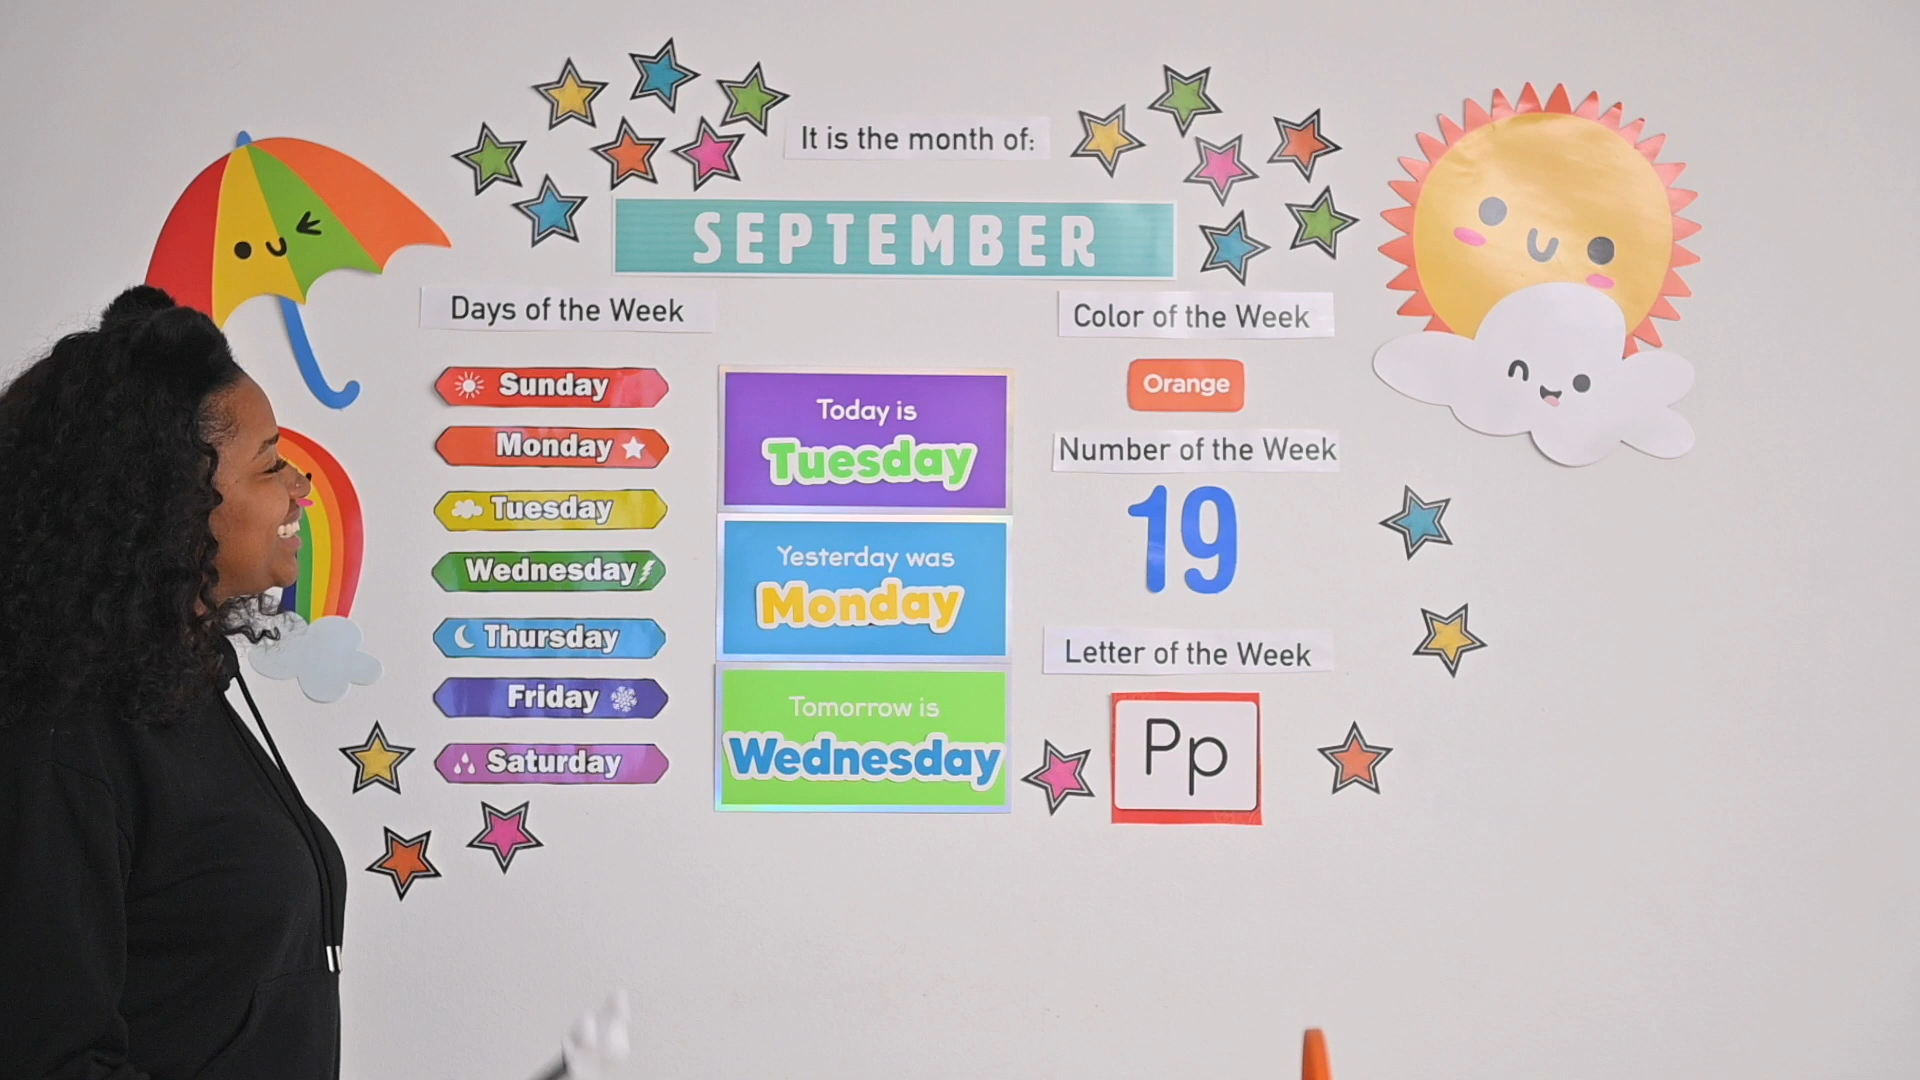 It is the month of:
SEPTEMBER
Days of the Week
Sunday
Monday
Tuesday
Wednesday
Thursday
Friday
Saturday
Today is
Tuesday
Yesterday was
Monday
Tomorrow is
Wednesday
Color of the Week
Orange
Number of the Week
19
Letter of the Week
Pp